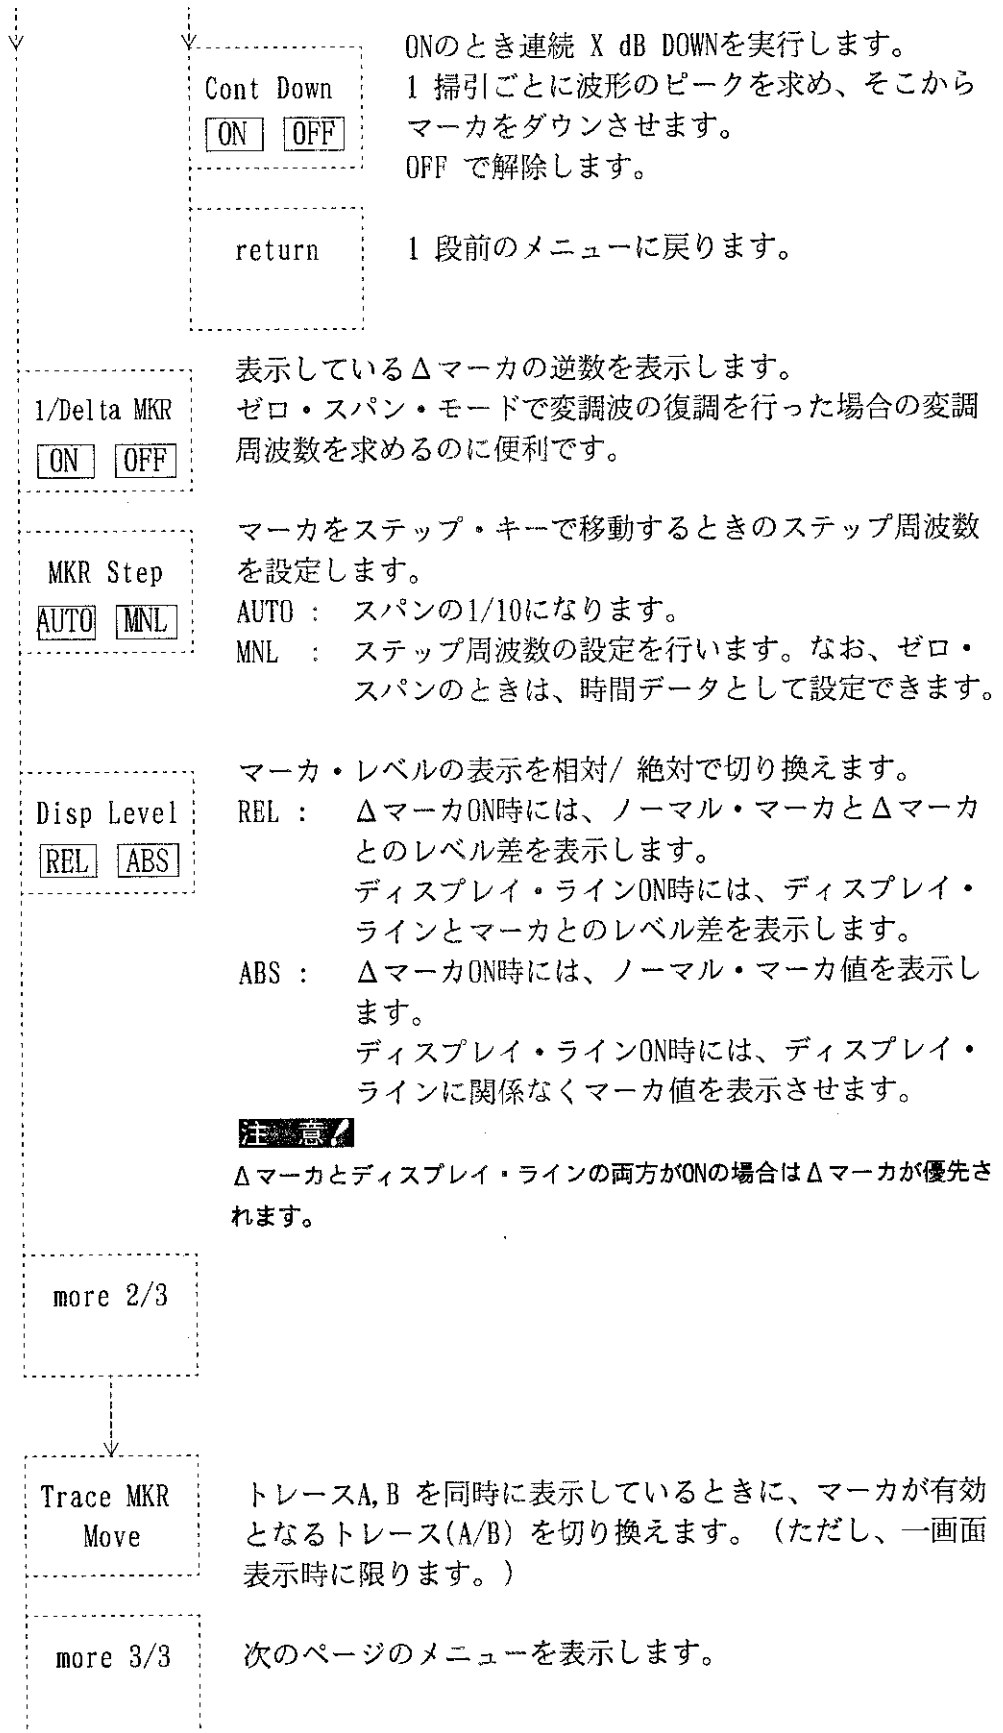 Cont Down
ON OFF
ONのとき連続 X dB DOWNを実行します。
1 掃引ごとに波形のピークを求め、そこから
マーカをダウンさせます。
OFF で解除します。
return
1 段前のメニューに戻ります。
1/Delta MKR
ON OFF
表示しているΔマーカの逆数を表示します。
ゼロ・スパン・モードで変調波の復調を行った場合の変調
周波数を求めるのに便利です。
MKR Step
AUTO MNL
マーカをステップ・キーで移動するときのステップ周波数
を設定します。
AUTO : スパンの1/10になります。
MNL : ステップ周波数の設定を行います。なお、ゼロ・
スパンのときは、時間データとして設定できます。
Disp Level
REL ABS
マーカ・レベルの表示を相対/ 絶対で切り換えます。
REL : ΔマーカON時には、ノーマル・マーカとΔマーカ
とのレベル差を表示します。
ディスプレイ・ラインON時には、ディスプレイ・
ラインとマーカとのレベル差を表示します。
ABS : ΔマーカON時には、ノーマル・マーカ値を表示し
ます。
ディスプレイ・ラインON時には、ディスプレイ・
ラインに関係なくマーカ値を表示させます。
注 意!
Δマーカとディスプレイ・ラインの両方がONの場合はΔマーカが優先さ
れます。
more 2/3
Trace MKR
Move
トレースA,B を同時に表示しているときに、マーカが有効
となるトレース(A/B) を切り換えます。(ただし、一画面
表示時に限ります。)
more 3/3
次のページのメニューを表示します。